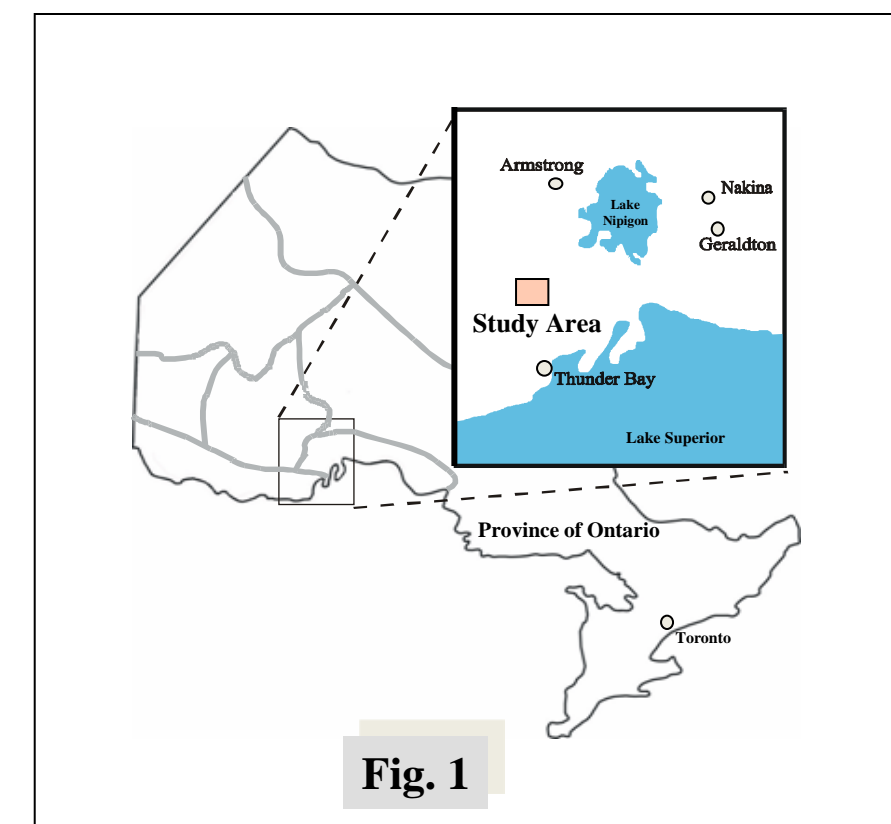 Armstrong
Nakina
Lake
Nipigon
Geraldton
Study Area
Thunder Bay
Lake Superior
Province of Ontario
Toronto
Fig. 1